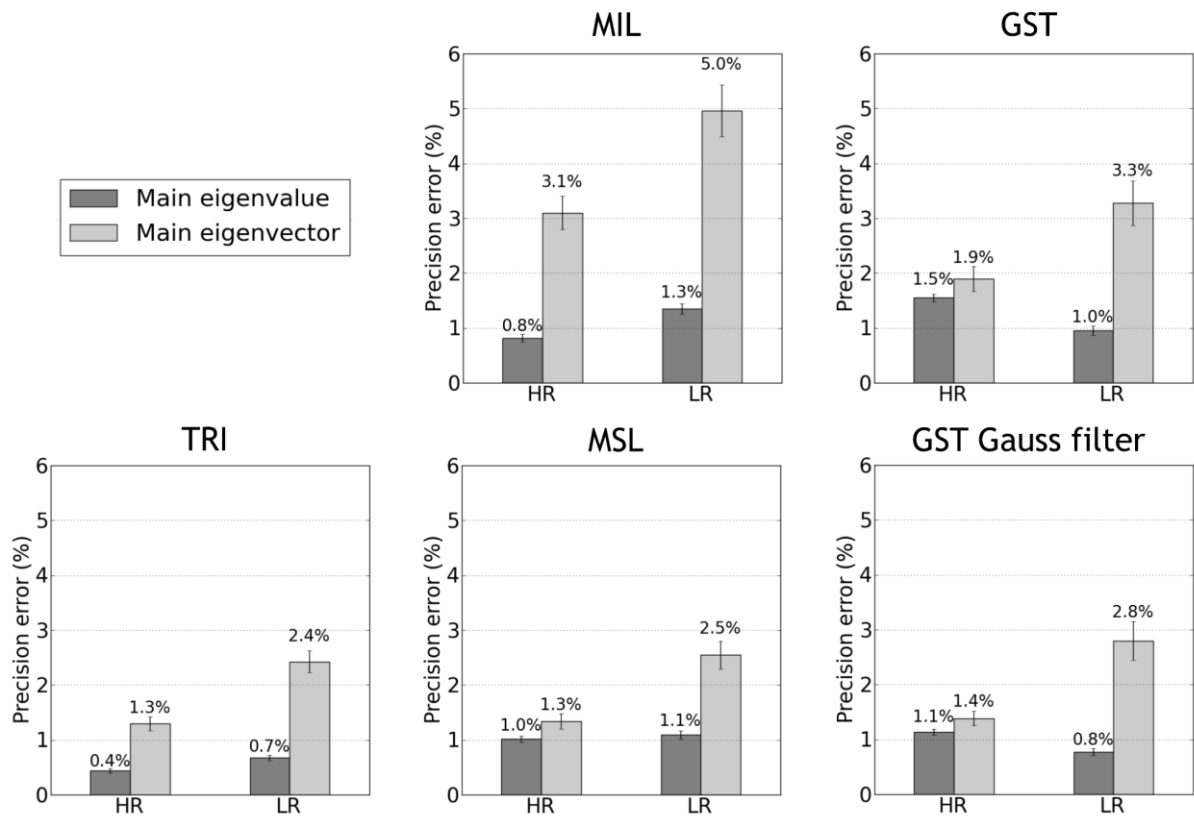 MIL
6
5
4
3
2
1
0
Precision error (%)
3.1%
0.8%
5.0%
1.3%
HR
LR
GST
6
5
4
3
2
1
0
Precision error (%)
1.5%
1.9%
3.3%
1.0%
HR
LR
Main eigenvalue
Main eigenvector
TRI
6
5
4
3
2
1
0
Precision error (%)
0.4%
1.3%
0.7%
2.4%
HR
LR
MSL
6
5
4
3
2
1
0
Precision error (%)
1.0%
1.3%
1.1%
2.5%
HR
LR
GST Gauss filter
6
5
4
3
2
1
0
Precision error (%)
1.1%
1.4%
0.8%
2.8%
HR
LR